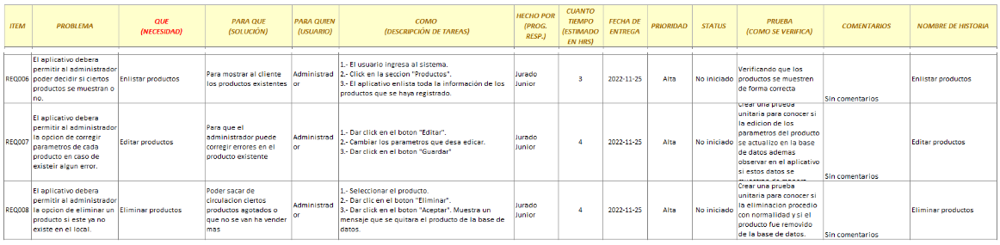 ITEM
PROBLEMA
QUE
(NECESIDAD)
PARA QUE
(SOLUCIÓN)
PARA QUIEN
(USUARIO)
COMO
(DESCRIPCIÓN DE TAREAS)
HECHO POR
(PROG.
RESP.)
CUANTO
TIEMPO
(ESTIMADO
EN HRS)
FECHA DE
ENTREGA
PRIORIDAD
STATUS
PRUEBA
(COMO SE VERIFICA)
COMENTARIOS
NOMBRE DE HISTORIA
REQ006
El aplicativo debera
permitir al administrador
poder decidir si ciertos
productos se muestran o
no.
Enlistar productos
Para mostrar al cliente
los productos existentes
Administrad
or
1.- El usuario ingresa al sistema.
2.- Click en la seccion "Productos".
3.- El aplicativo enlista toda la información de los
productos que se haya registrado.
Jurado
Junior
3
2022-11-25
Alta
No iniciado
Verificando que los
productos se muestren
de forma correcta
Sin comentarios
Enlistar productos
REQ007
El aplicativo debera
permitir al administrador
la opcion de corregir
parametros de cada
producto en caso de
existeir algun error.
Editar productos
Para que el
administrador puede
corregir errores en el
producto existente
Administrad
or
1.- Dar click en el boton "Editar".
2.- Cambiar los parametros que desa edicar.
3.- Dar click en el boton "Guardar"
Jurado
Junior
4
2022-11-25
Alta
No iniciado
Crear una prueba
unitaria para conocer si
la edicion de los
parametros del producto
se actualizo en la base
de datos ademas
observar en el aplicativo
si estos datos se
Sin comentarios
Editar productos
REQ008
El aplicativo debera
permitir al administrador
la opcion de eliminar un
producto si este ya no
existe en el local.
Eliminar productos
Poder sacar de
circulacion ciertos
productos agotados o
que no se van ha vender
mas
Administrad
or
1.- Seleccionar el producto.
2.- Dar clic en el boton "Eliminar".
3.- Dar click en el boton "Aceptar". Muestra un
mensaje que se quitara el producto de la base de
datos.
Jurado
Junior
4
2022-11-25
Alta
No iniciado
Crear una prueba
unitaria para conocer si
la eliminacion procedio
con normalidad y si el
producto fue removido
de la base de datos.
Sin comentarios
Eliminar productos